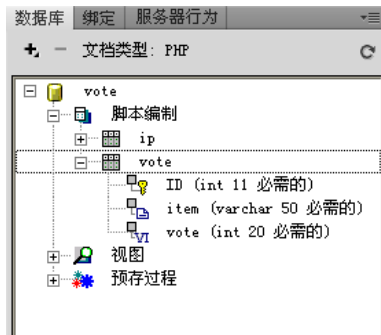 数据库 绑定 服务器行为
文档类型: PHP
vote
脚本编制
ip
vote
ID (int 11 必需的)
item (varchar 50 必需的)
vote (int 20 必需的)
视图
预存过程